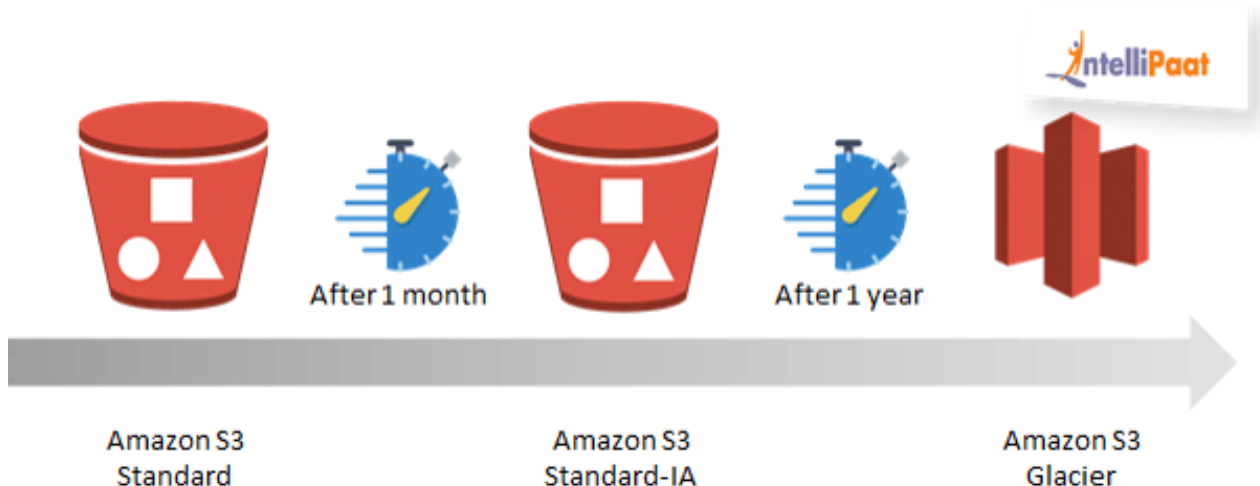 IntelliPaat
After 1 month
After 1 year
Amazon S3
Standard
Amazon S3
Standard-IA
Amazon S3
Glacier